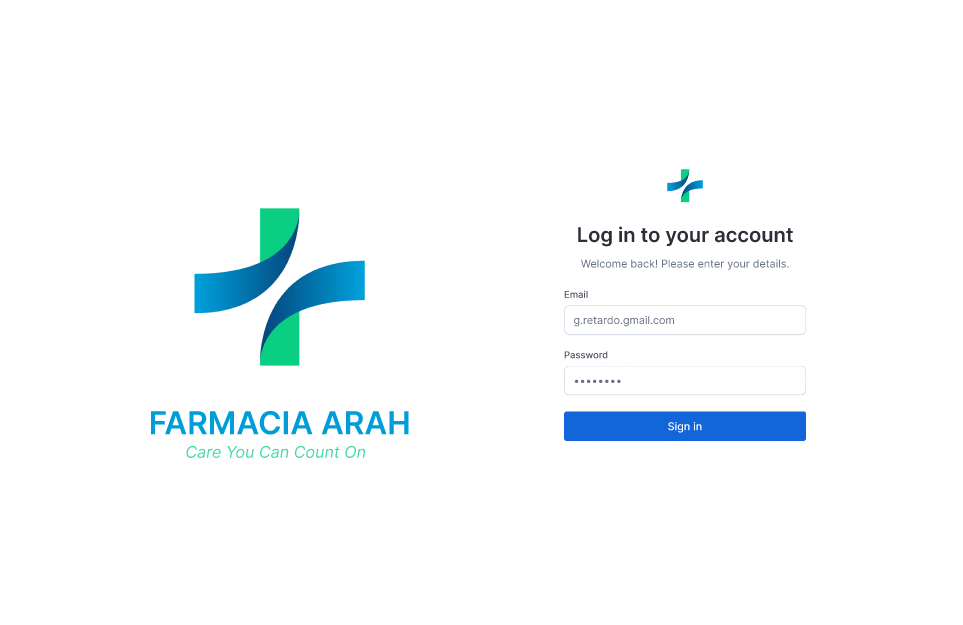 FARMACIA ARAH
Care You Can Count On
Log in to your account
Welcome back! Please enter your details.
Email
g.retardo.gmail.com
Password
••••••••
Sign in